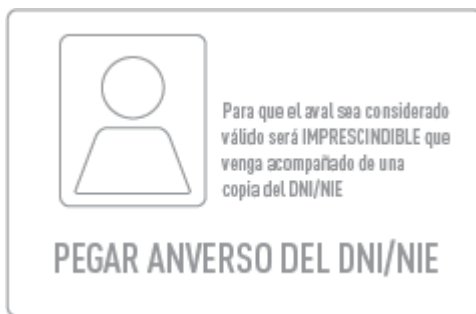 Para que el aval sea considerado
válido será IMPRESCINDIBLE que
venga acompañado de una
copia del DNI/NIE
PEGAR ANVERSO DEL DNI/NIE